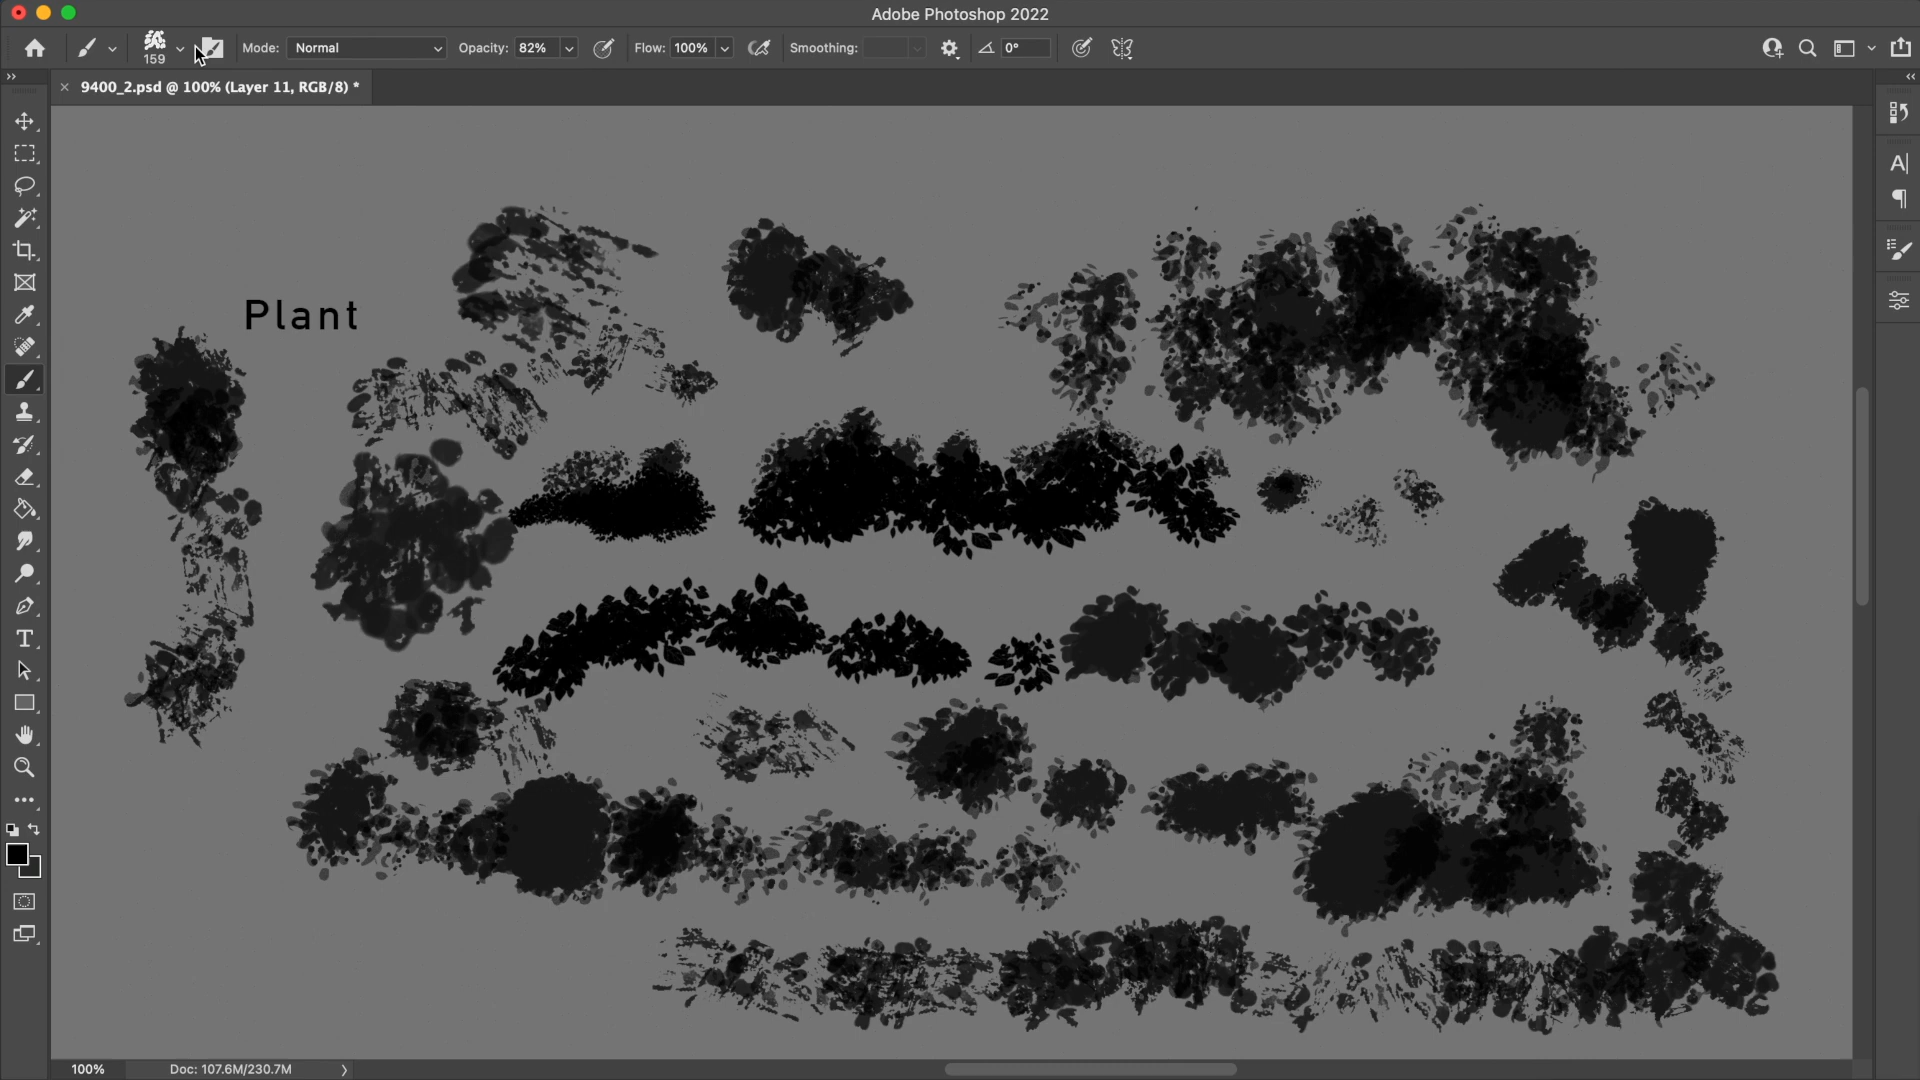 Adobe Photoshop 2022
159
Mode: Normal Opacity: 82% Flow: 100% Smoothing: 0°
9400_2.psd @ 100% (Layer 11, RGB/8) *
Plant
100% Doc: 107.6M/230.7M